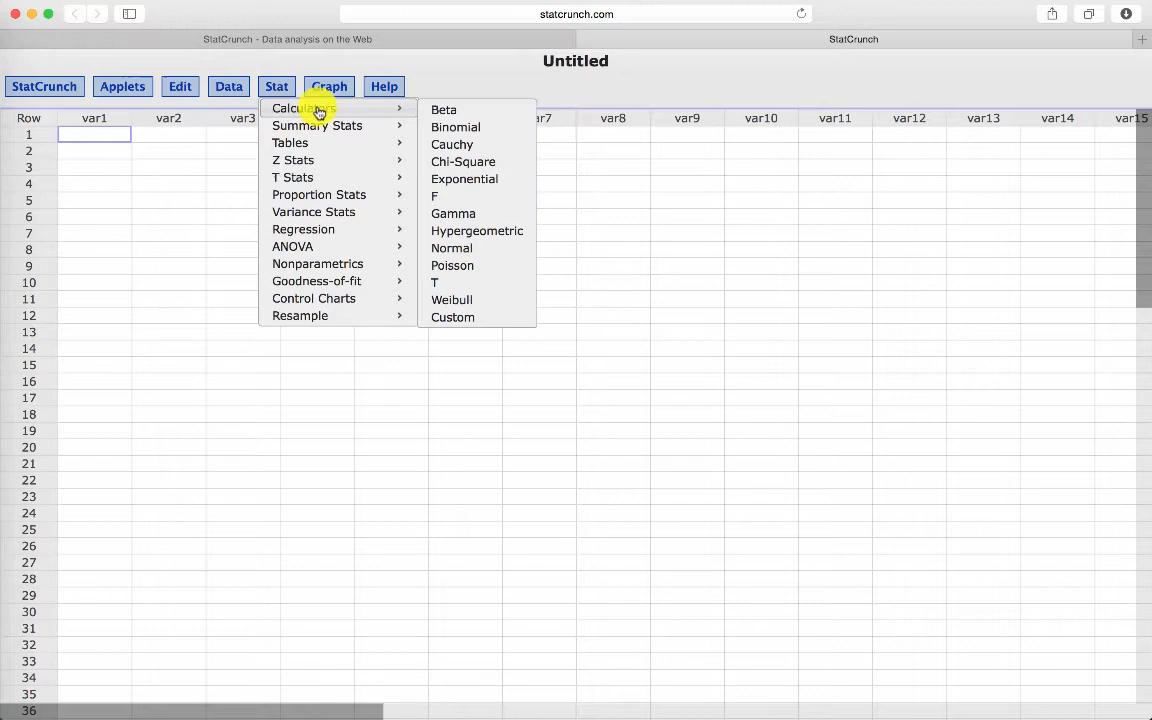 statcrunch.com
StatCrunch - Data analysis on the Web
StatCrunch
Untitled
StatCrunch Applets Edit Data Stat Graph Help
Row var1 var2 var3 var7 var8 var9 var10 var11 var12 var13 var14 var15
Calculators
Summary Stats
Tables
Z Stats
T Stats
Proportion Stats
Variance Stats
Regression
ANOVA
Nonparametrics
Goodness-of-fit
Control Charts
Resample
Beta
Binomial
Cauchy
Chi-Square
Exponential
F
Gamma
Hypergeometric
Normal
Poisson
T
Weibull
Custom
1
2
3
4
5
6
7
8
9
10
11
12
13
14
15
16
17
18
19
20
21
22
23
24
25
26
27
28
29
30
31
32
33
34
35
36